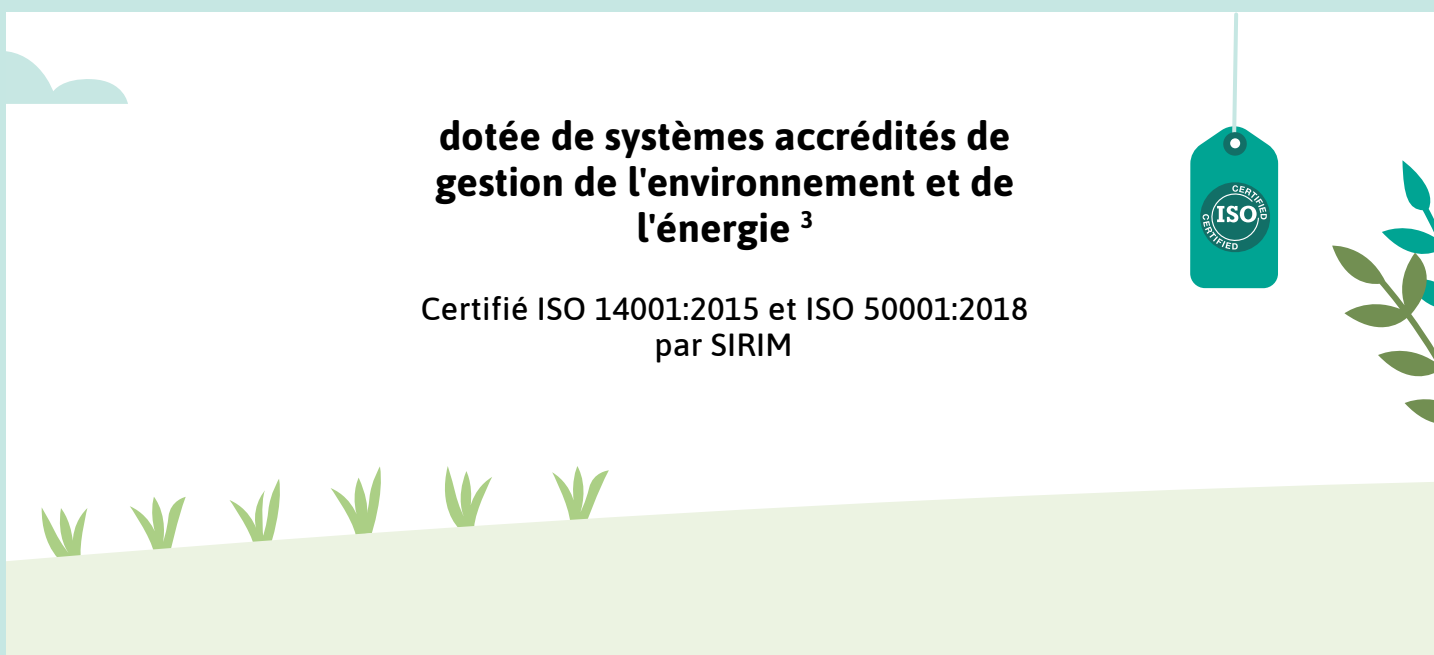 dotée de systèmes accrédités de
gestion de l'environnement et de
l'énergie ³
Certifié ISO 14001:2015 et ISO 50001:2018
par SIRIM
CERTIFIED
ISO
CERTIFIED